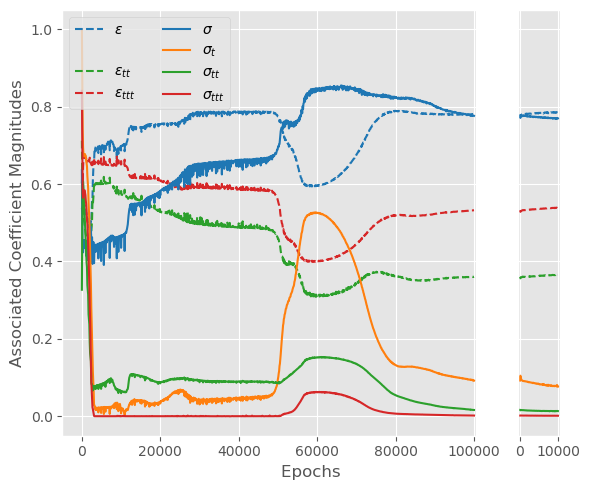 1.0
0.8
0.6
0.4
0.2
0.0
Associated Coefficient Magnitudes
ε
ε_tt
ε_ttt
σ
σ_t
σ_tt
σ_ttt
0 20000 40000 60000 80000 100000 0 10000
Epochs